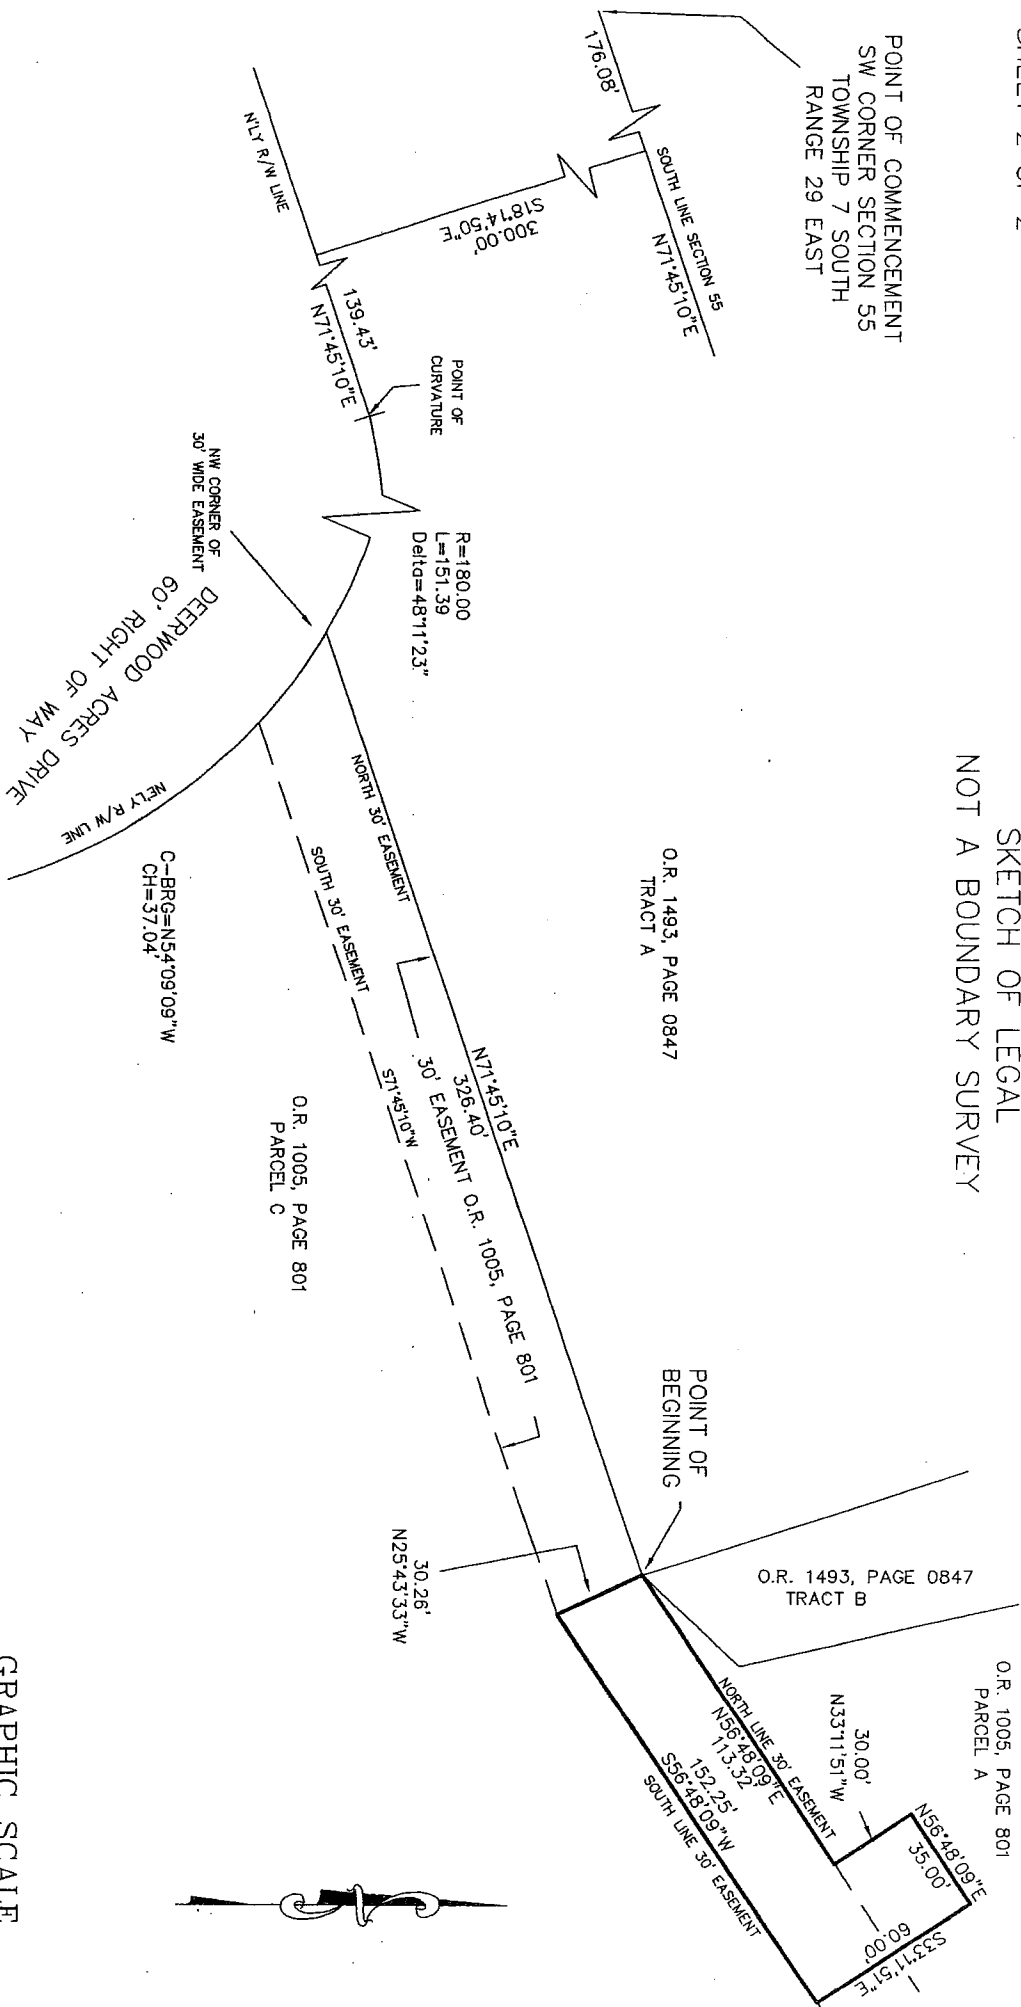 SHEET 2 OF 2
SKETCH OF LEGAL
NOT A BOUNDARY SURVEY
POINT OF COMMENCEMENT
SW CORNER SECTION 55
TOWNSHIP 7 SOUTH
RANGE 29 EAST
176.08'
SOUTH LINE SECTION 55
N71°45'10"E
300.00'
S18°14'50"E
N'LY R/W LINE
139.43'
N71°45'10"E
POINT OF
CURVATURE
R=180.00
L=151.39
Delta=48°11'23"
NW CORNER OF
30' WIDE EASEMENT
DEERWOOD ACRES DRIVE
60' RIGHT OF WAY
NE'LY R/W LINE
C-BRG=N54°09'09"W
CH=37.04'
NORTH 30' EASEMENT
SOUTH 30' EASEMENT
O.R. 1493, PAGE 0847
TRACT A
N71°45'10"E
326.40'
30' EASEMENT O.R. 1005, PAGE 801
S71°45'10"W
O.R. 1005, PAGE 801
PARCEL C
POINT OF
BEGINNING
30.26'
N25°43'33"W
O.R. 1493, PAGE 0847
TRACT B
O.R. 1005, PAGE 801
PARCEL A
30.00'
N33°11'51"W
NORTH LINE 30' EASEMENT
N56°48'09"E
113.32'
152.25'
S56°48'09"W
SOUTH LINE 30' EASEMENT
N56°48'09"E
35.00'
S33°11'51"E
60.00'
GRAPHIC SCALE